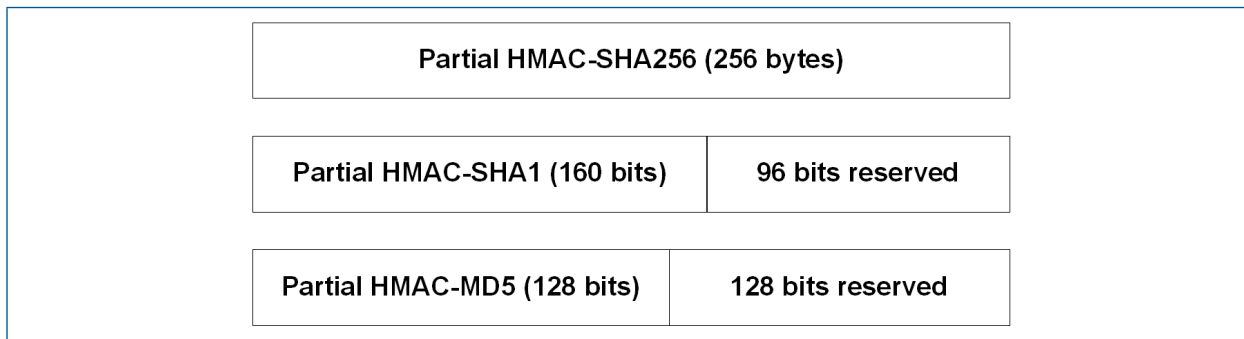 Partial HMAC-SHA256 (256 bytes)
Partial HMAC-SHA1 (160 bits) 96 bits reserved
Partial HMAC-MD5 (128 bits) 128 bits reserved